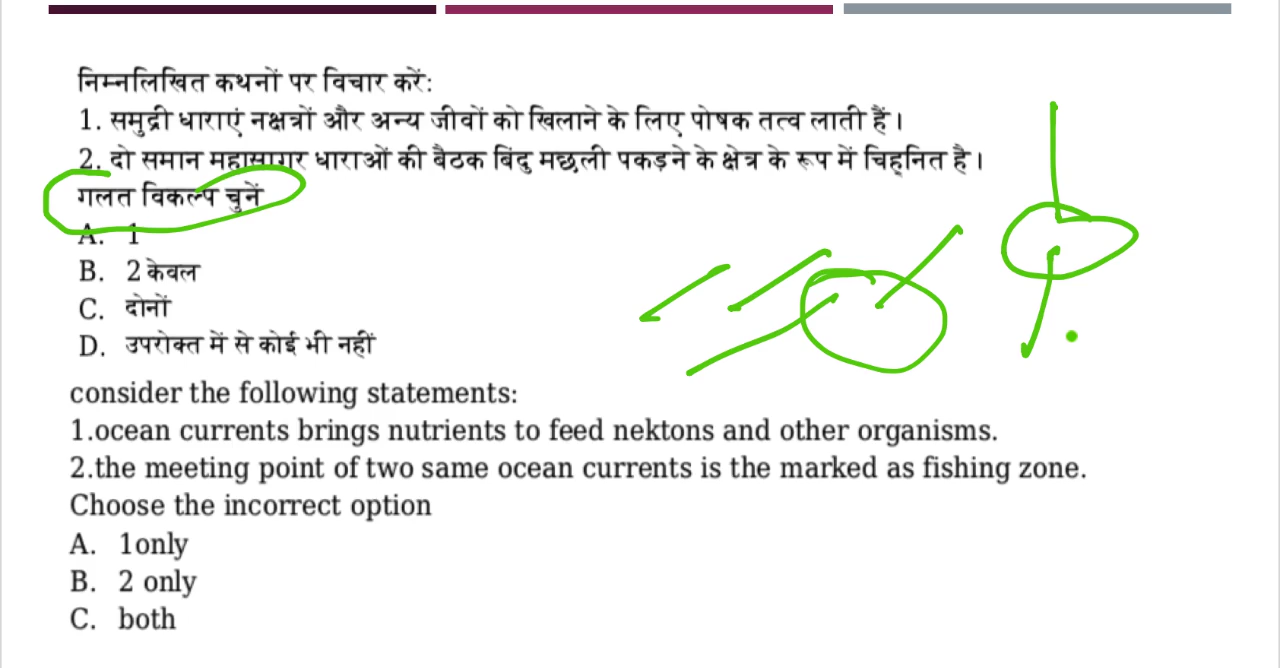 निम्नलिखित कथनों पर विचार करें:
1. समुद्री धाराएं नक्षत्रों और अन्य जीवों को खिलाने के लिए पोषक तत्व लाती हैं।
2. दो समान महासागर धाराओं की बैठक बिंदु मछली पकड़ने के क्षेत्र के रूप में चिह्नित है।
गलत विकल्प चुनें
A. 1
B. 2 केवल
C. दोनों
D. उपरोक्त में से कोई भी नहीं
consider the following statements:
1.ocean currents brings nutrients to feed nektons and other organisms.
2.the meeting point of two same ocean currents is the marked as fishing zone.
Choose the incorrect option
A. 1only
B. 2 only
C. both